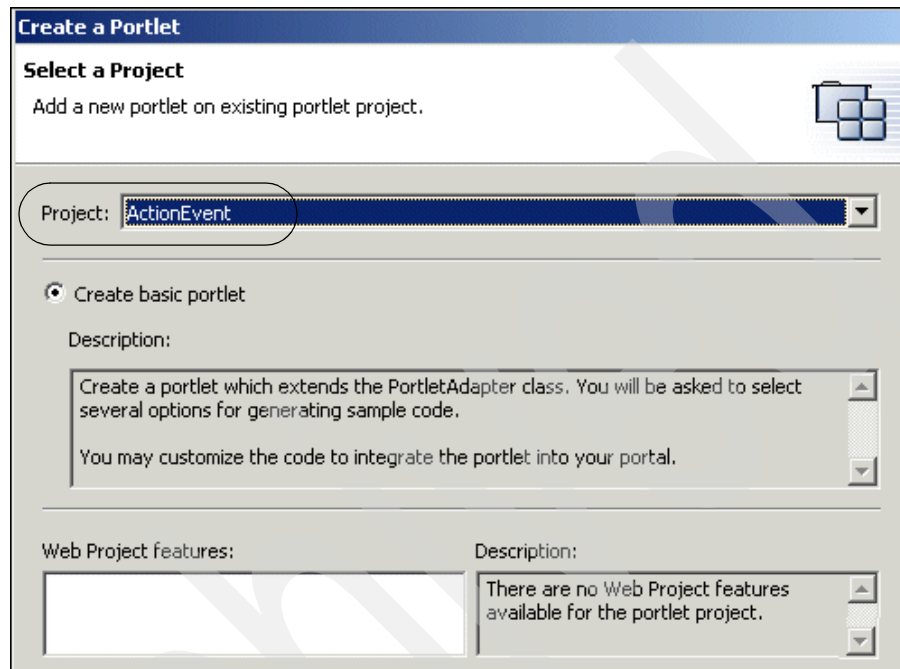 Create a Portlet
Select a Project
Add a new portlet on existing portlet project.
Project: ActionEvent
Create basic portlet
Description:
Create a portlet which extends the PortletAdapter class. You will be asked to select
several options for generating sample code.
You may customize the code to integrate the portlet into your portal.
Web Project features:
Description:
There are no Web Project features
available for the portlet project.